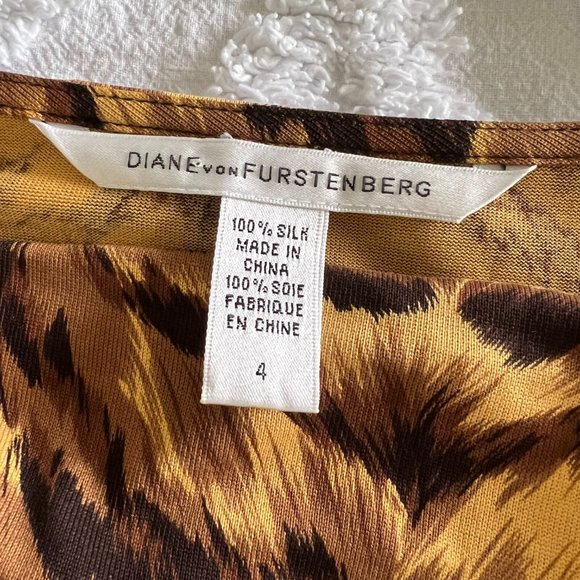 DIANE VON FURSTENBERG
100% SILK
MADE IN
CHINA
100% SOIE
FABRIQUE
EN CHINE
4